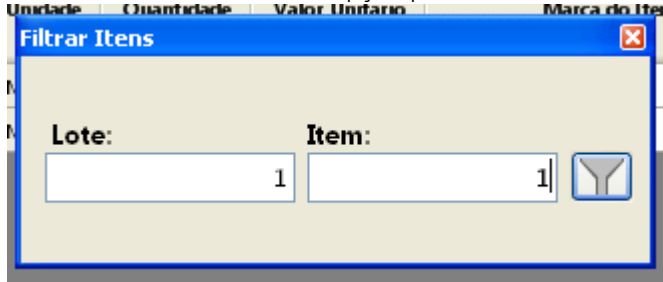 Unidade Quantidade Valor Unitário Marca do Ite
Filtrar Itens
Lote: Item:
1 1